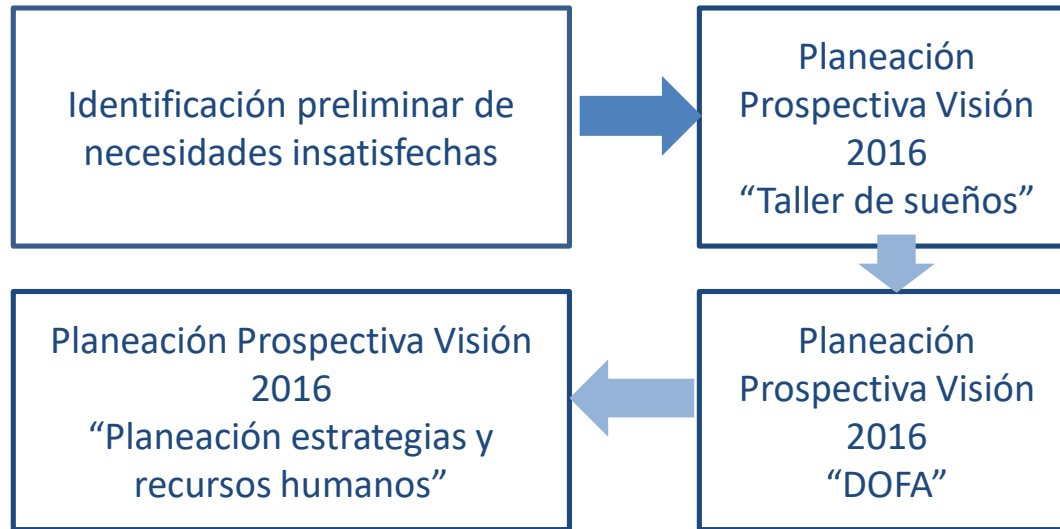 Identificación preliminar de
necesidades insatisfechas
Planeación
Prospectiva Visión
2016
“Taller de sueños”
Planeación
Prospectiva Visión
2016
“DOFA”
Planeación Prospectiva Visión
2016
“Planeación estrategias y
recursos humanos”